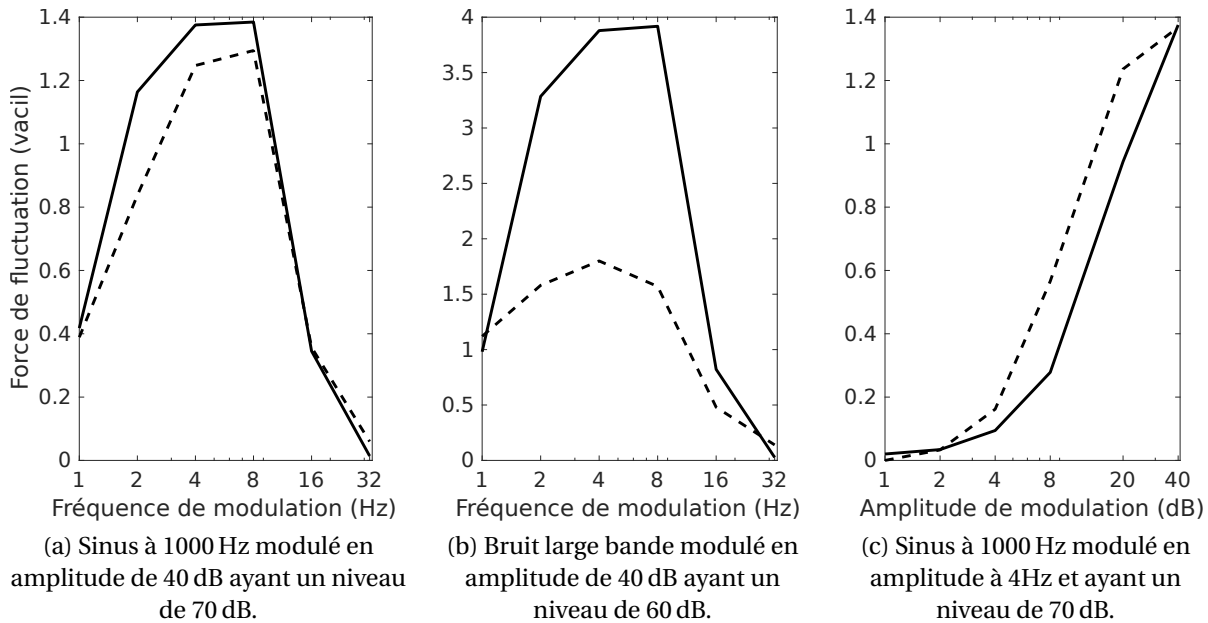 Force de fluctuation (vacil)
1.4
1.2
1
0.8
0.6
0.4
0.2
0
1 2 4 8 16 32
Fréquence de modulation (Hz)
(a) Sinus à 1000 Hz modulé en
amplitude de 40 dB ayant un niveau
de 70 dB.
4
3.5
3
2.5
2
1.5
1
0.5
0
1 2 4 8 16 32
Fréquence de modulation (Hz)
(b) Bruit large bande modulé en
amplitude de 40 dB ayant un
niveau de 60 dB.
1.4
1.2
1
0.8
0.6
0.4
0.2
0
1 2 4 8 20 40
Amplitude de modulation (dB)
(c) Sinus à 1000 Hz modulé en
amplitude à 4Hz et ayant un
niveau de 70 dB.